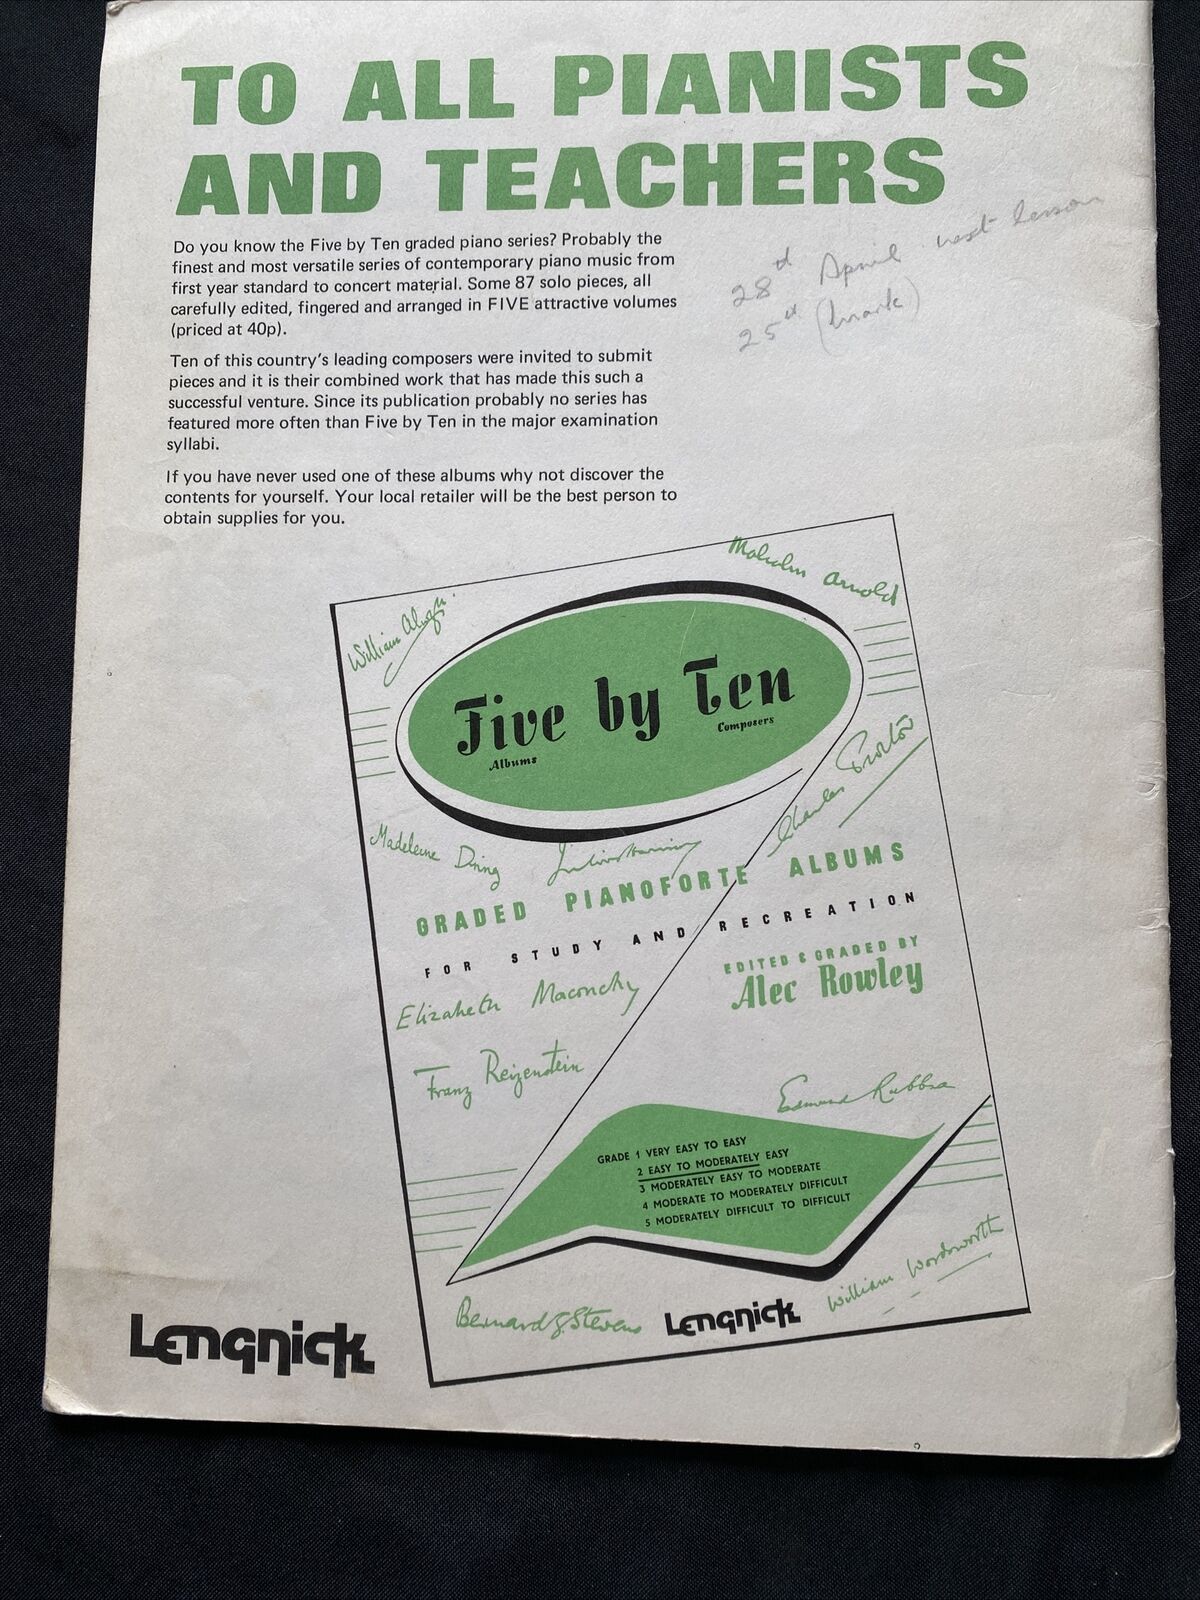 TO ALL PIANISTS
AND TEACHERS
Do you know the Five by Ten graded piano series? Probably the
finest and most versatile series of contemporary piano music from
first year standard to concert material. Some 87 solo pieces, all
carefully edited, fingered and arranged in FIVE attractive volumes
(priced at 40p).
28 April next lesson
25
Ten of this country's leading composers were invited to submit
pieces and it is their combined work that has made this such a
successful venture. Since its publication probably no series has
featured more often than Five by Ten in the major examination
syllabi.
If you have never used one of these albums why not discover the
contents for yourself. Your local retailer will be the best person to
obtain supplies for you.
Malcolm Arnold
William Alwyn.
Five by Ten
Albums Composers
Charles Proctor
Madeleine Dring Julius Harrison
GRADED PIANOFORTE ALBUMS
FOR STUDY AND RECREATION
EDITED & GRADED BY
Alec Rowley
Elizabeth Maconchy
Franz Reizenstein
Edmund Rubbra
GRADE 1 VERY EASY TO EASY
2 EASY TO MODERATELY EASY
3 MODERATELY EASY TO MODERATE
4 MODERATE TO MODERATELY DIFFICULT
5 MODERATELY DIFFICULT TO DIFFICULT
William Wordsworth
Bernard G. Stevens
Lengnick
Lengnick